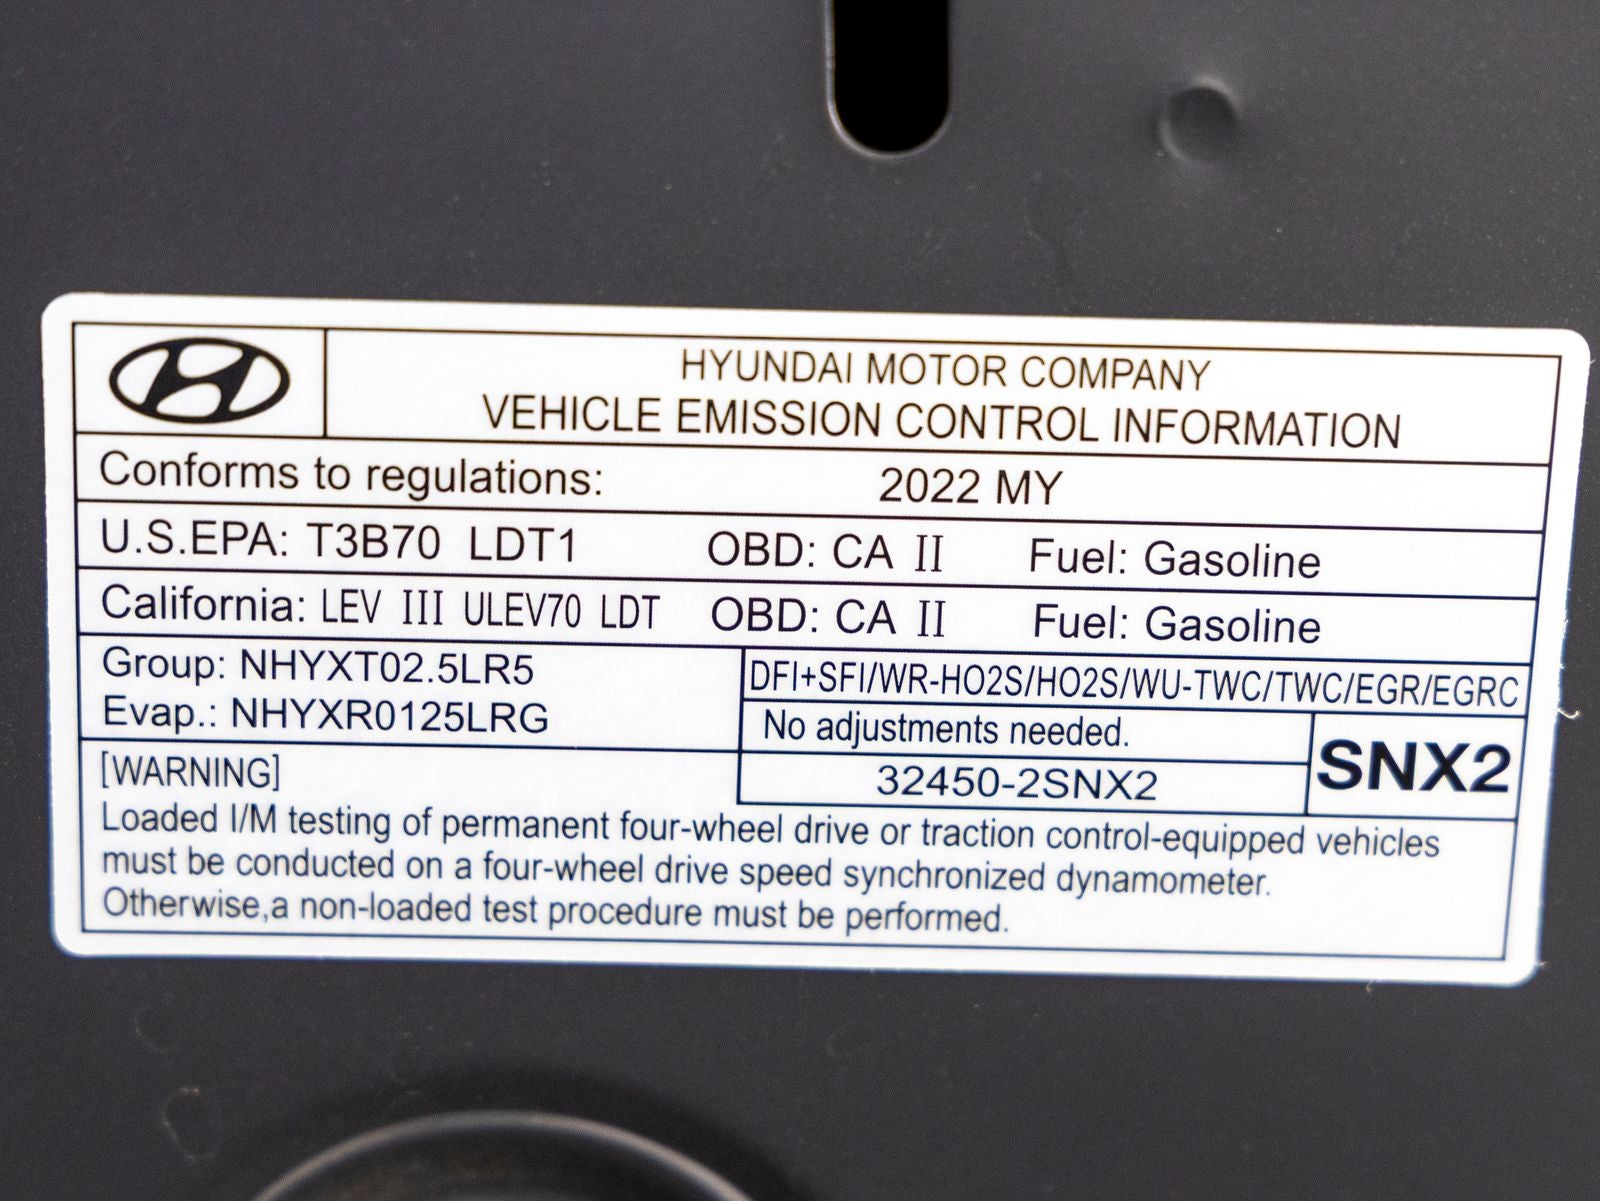 HYUNDAI MOTOR COMPANY
VEHICLE EMISSION CONTROL INFORMATION
Conforms to regulations: 2022 MY
U.S.EPA: T3B70 LDT1 OBD: CA II Fuel: Gasoline
California: LEV III ULEV70 LDT OBD: CA II Fuel: Gasoline
Group: NHYXT02.5LR5
Evap.: NHYXR0125LRG
DFI+SFI/WR-HO2S/HO2S/WU-TWC/TWC/EGR/EGRC
No adjustments needed.
32450-2SNX2
SNX2
[WARNING]
Loaded I/M testing of permanent four-wheel drive or traction control-equipped vehicles
must be conducted on a four-wheel drive speed synchronized dynamometer.
Otherwise,a non-loaded test procedure must be performed.